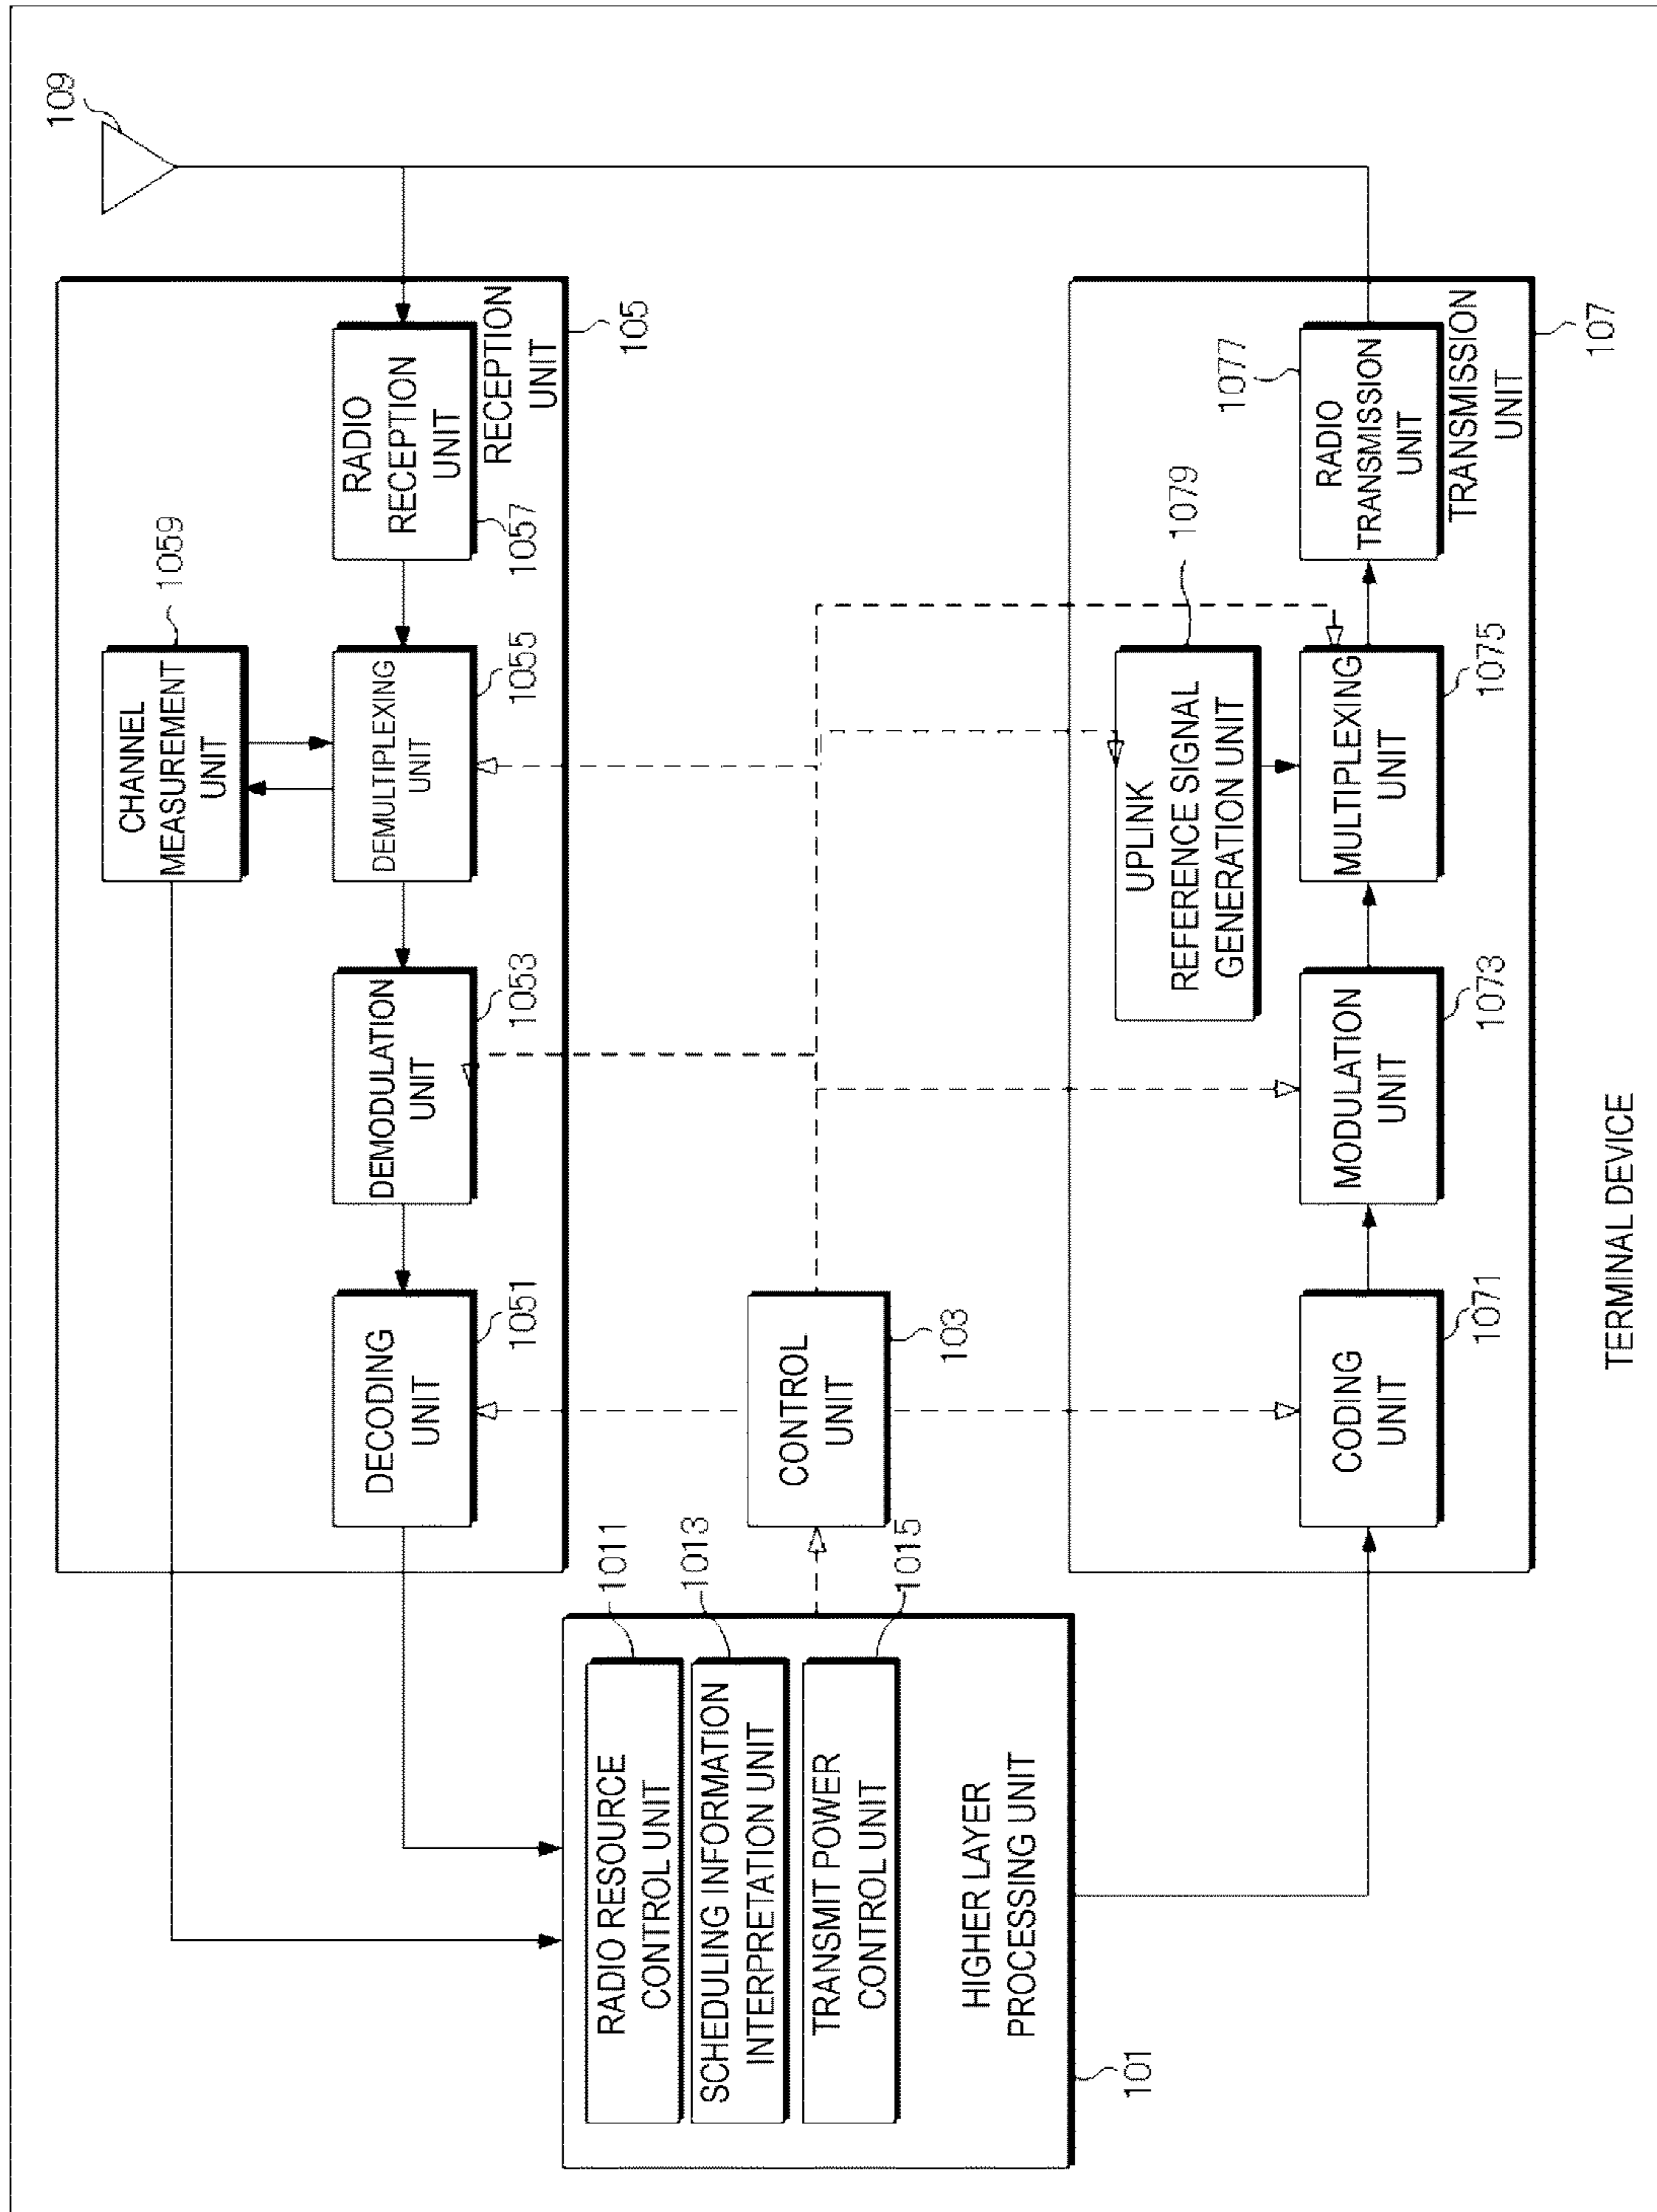 109
CHANNEL
MEASUREMENT
UNIT
1059
RADIO
RECEPTION
UNIT
1057
DEMULTIPLEXING
UNIT
1055
DEMODULATION
UNIT
1053
DECODING
UNIT
1051
RECEPTION
UNIT
105
RADIO RESOURCE
CONTROL UNIT
1011
SCHEDULING INFORMATION
INTERPRETATION UNIT
1013
TRANSMIT POWER
CONTROL UNIT
1015
HIGHER LAYER
PROCESSING UNIT
101
CONTROL
UNIT
103
UPLINK
REFERENCE SIGNAL
GENERATION UNIT
1079
CODING
UNIT
1071
MODULATION
UNIT
1073
MULTIPLEXING
UNIT
1075
RADIO
TRANSMISSION
UNIT
1077
TRANSMISSION
UNIT
107
TERMINAL DEVICE